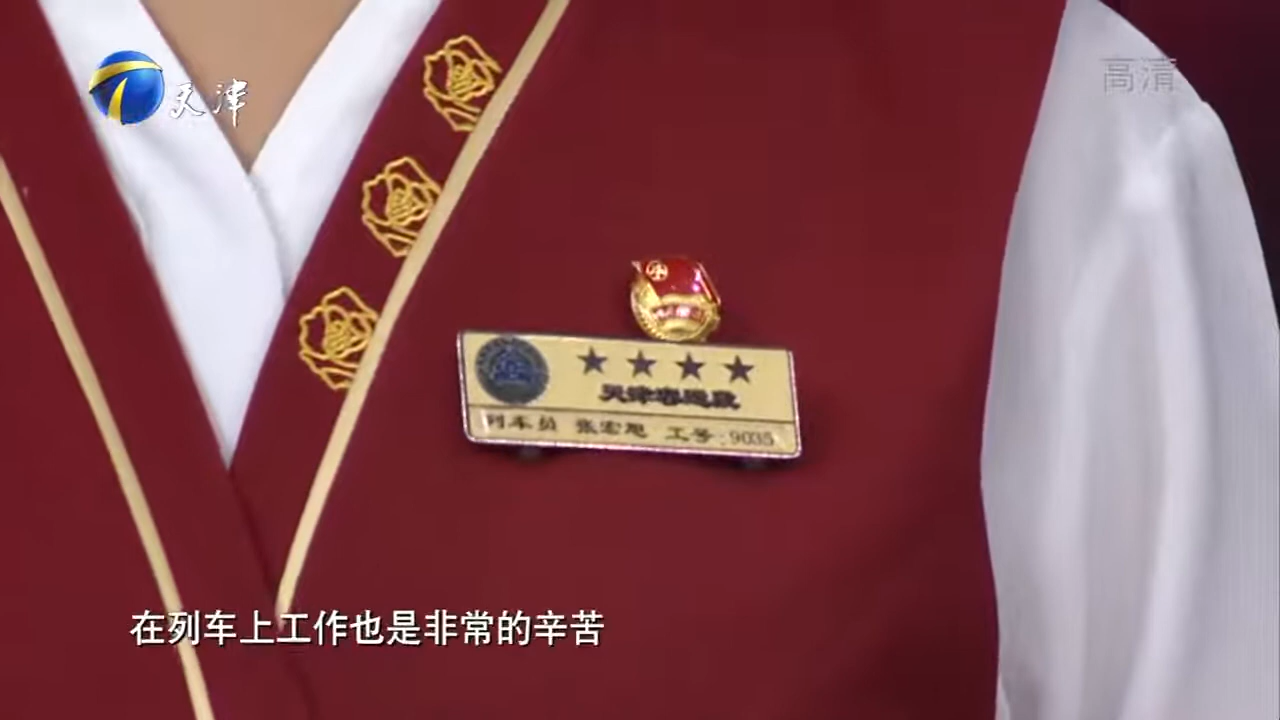 天津
高清
★★★★
天津客运段
列车员 张宏旭 工号:9035
在列车上工作也是非常的辛苦